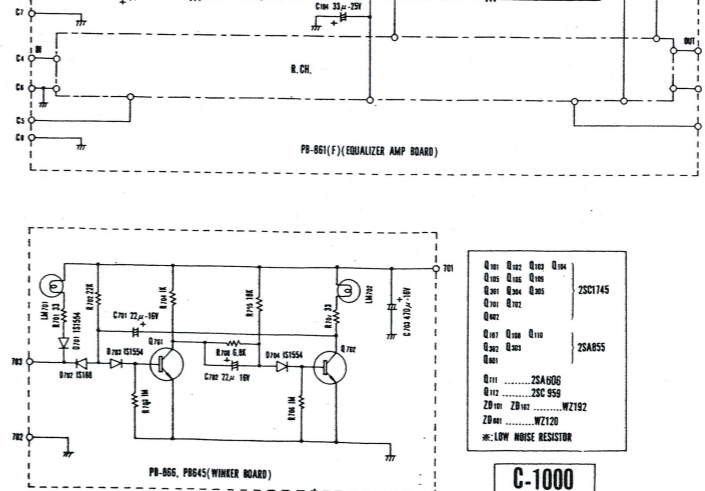 C104 33μ-25V
+
C7
IN
OUT
C4
R.CH.
C6
C5
C8
PB-861(F)(EQUALIZER AMP BOARD)
701
LM701
R701 33
D701 1S1554
R702 22K
C701 22μ-16V
+
R704 1K
R705 18K
LM702
R707 33
+
C703 470μ-16V
Q701
R708 6.8K
Q702
703
D703 1S1554
D704 1S1554
D702 1S188
+
C702 22μ 16V
R703 1M
R706 1M
702
PB-866, PB645(WINKER BOARD)
Q101 Q102 Q103 Q104
Q105 Q106 Q109
Q301 Q304 Q305
2SC1745
Q701 Q702
Q602
Q107 Q108 Q110
Q302 Q303
2SA855
Q601
Q111 .........2SA606
Q112 .........2SC 959
ZD101 ZD102 .........WZ192
ZD601 .........WZ120
※:LOW NOISE RESISTOR
C-1000